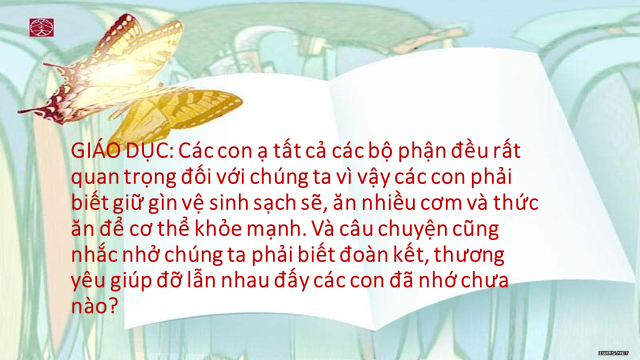 GIÁO DỤC: Các con ạ tất cả các bộ phận đều rất
quan trọng đối với chúng ta vì vậy các con phải
biết giữ gìn vệ sinh sạch sẽ, ăn nhiều cơm và thức
ăn để cơ thể khỏe mạnh. Và câu chuyện cũng
nhắc nhở chúng ta phải biết đoàn kết, thương
yêu giúp đỡ lẫn nhau đấy các con đã nhớ chưa
nào?